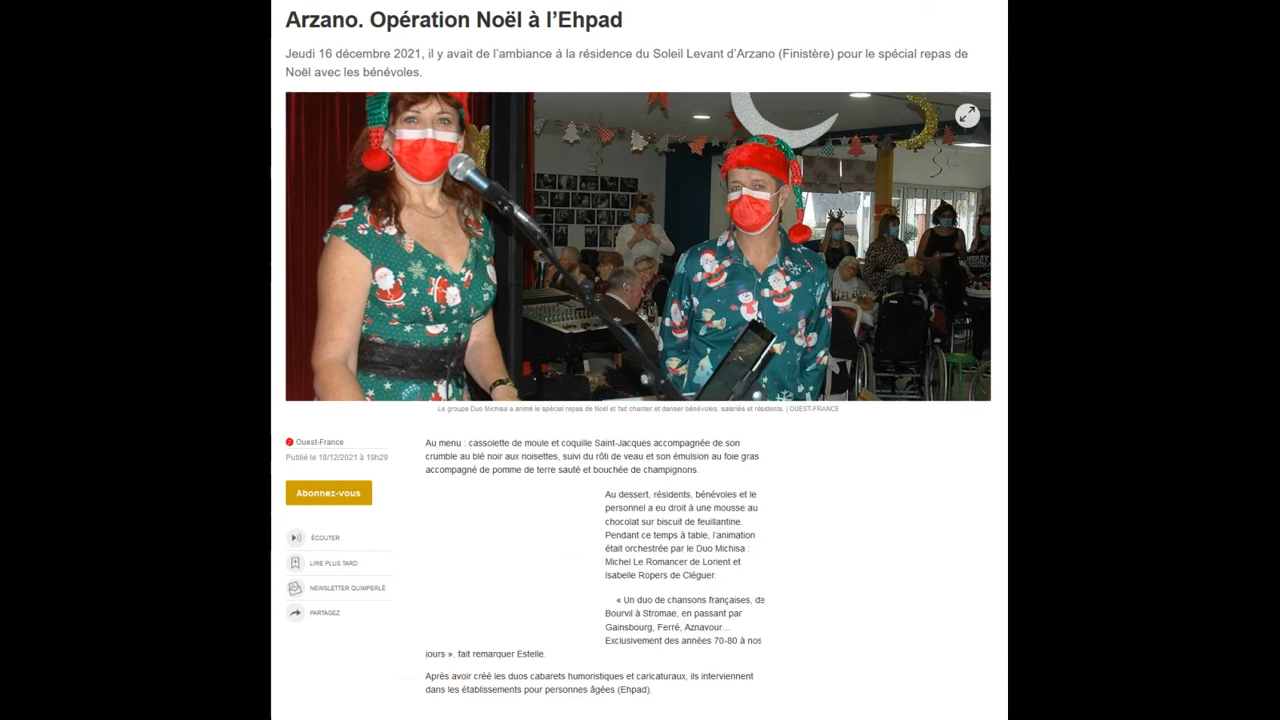 Arzano. Opération Noël à l’Ehpad
Jeudi 16 décembre 2021, il y avait de l’ambiance à la résidence du Soleil Levant d’Arzano (Finistère) pour le spécial repas de
Noël avec les bénévoles.
MERRY
Le groupe Duo Michisa a animé le spécial repas de Noël et fait chanter et danser bénévoles, salariés et résidents. | OUEST-FRANCE
Ouest-France
Publié le 18/12/2021 à 19h29
Abonnez-vous
ÉCOUTER
LIRE PLUS TARD
NEWSLETTER QUIMPERLÉ
PARTAGEZ
Au menu : cassolette de moule et coquille Saint-Jacques accompagnée de son
crumble au blé noir aux noisettes, suivi du rôti de veau et son émulsion au foie gras
accompagné de pomme de terre sauté et bouchée de champignons.
Au dessert, résidents, bénévoles et le
personnel a eu droit à une mousse au
chocolat sur biscuit de feuillantine.
Pendant ce temps à table, l’animation
était orchestrée par le Duo Michisa :
Michel Le Romancer de Lorient et
Isabelle Ropers de Cléguer.
« Un duo de chansons françaises, de
Bourvil à Stromae, en passant par
Gainsbourg, Ferré, Aznavour…
Exclusivement des années 70-80 à nos
jours », fait remarquer Estelle.
Après avoir créé les duos cabarets humoristiques et caricaturaux, ils interviennent
dans les établissements pour personnes âgées (Ehpad).